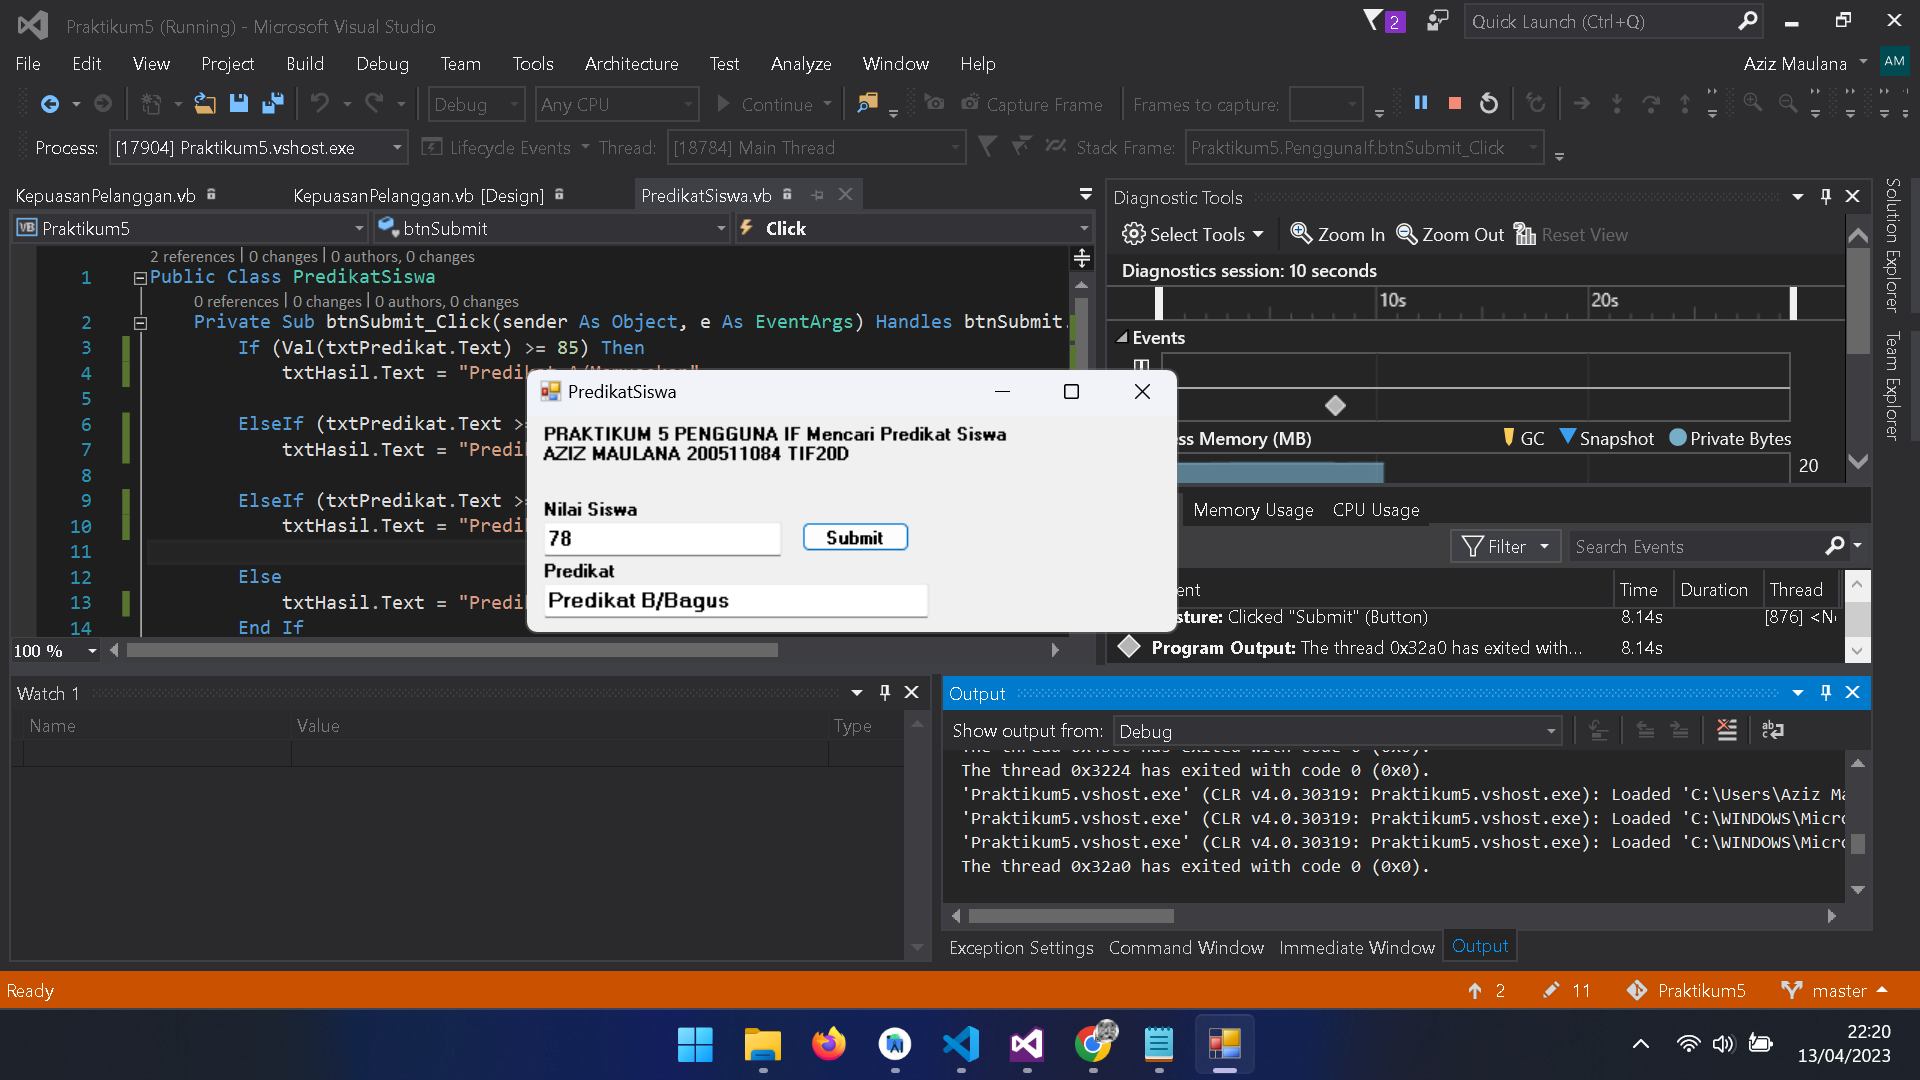 Praktikum5 (Running) - Microsoft Visual Studio
2
Quick Launch (Ctrl+Q)
File Edit View Project Build Debug Team Tools Architecture Test Analyze Window Help
Aziz Maulana AM
Debug Any CPU Continue Capture Frame Frames to capture:
Process: [17904] Praktikum5.vshost.exe Lifecycle Events Thread: [18784] Main Thread Stack Frame: Praktikum5.PenggunaIf.btnSubmit_Click
KepuasanPelanggan.vb KepuasanPelanggan.vb [Design] PredikatSiswa.vb
VB Praktikum5 btnSubmit Click
2 references | 0 changes | 0 authors, 0 changes
1 Public Class PredikatSiswa
0 references | 0 changes | 0 authors, 0 changes
2 Private Sub btnSubmit_Click(sender As Object, e As EventArgs) Handles btnSubmit.
3 If (Val(txtPredikat.Text) >= 85) Then
4 txtHasil.Text =
5
6 ElseIf (txtPredikat.Text >
7 txtHasil.Text = "Predi
8
9 ElseIf (txtPredikat.Text >
10 txtHasil.Text = "Predi
11
12 Else
13 txtHasil.Text = "Predi
14 End If
100 %
PredikatSiswa
PRAKTIKUM 5 PENGGUNA IF Mencari Predikat Siswa
AZIZ MAULANA 200511084 TIF20D
Nilai Siswa
78
Submit
Predikat
Predikat B/Bagus
Diagnostic Tools
Select Tools Zoom In Zoom Out Reset View
Diagnostics session: 10 seconds
10s 20s
Events
ss Memory (MB) GC Snapshot Private Bytes
20
Memory Usage CPU Usage
Filter Search Events
ent Time Duration Thread
sture: Clicked "Submit" (Button) 8.14s [876] <N
Program Output: The thread 0x32a0 has exited with... 8.14s
Solution Explorer
Team Explorer
Watch 1
Name Value Type
Output
Show output from: Debug
has exited with code 0 (0x0).
The thread 0x3224 has exited with code 0 (0x0).
'Praktikum5.vshost.exe' (CLR v4.0.30319: Praktikum5.vshost.exe): Loaded 'C:\Users\Aziz Ma
'Praktikum5.vshost.exe' (CLR v4.0.30319: Praktikum5.vshost.exe): Loaded 'C:\WINDOWS\Micro
'Praktikum5.vshost.exe' (CLR v4.0.30319: Praktikum5.vshost.exe): Loaded 'C:\WINDOWS\Micro
The thread 0x32a0 has exited with code 0 (0x0).
Exception Settings Command Window Immediate Window Output
Ready
2 11 Praktikum5 master
22:20
13/04/2023